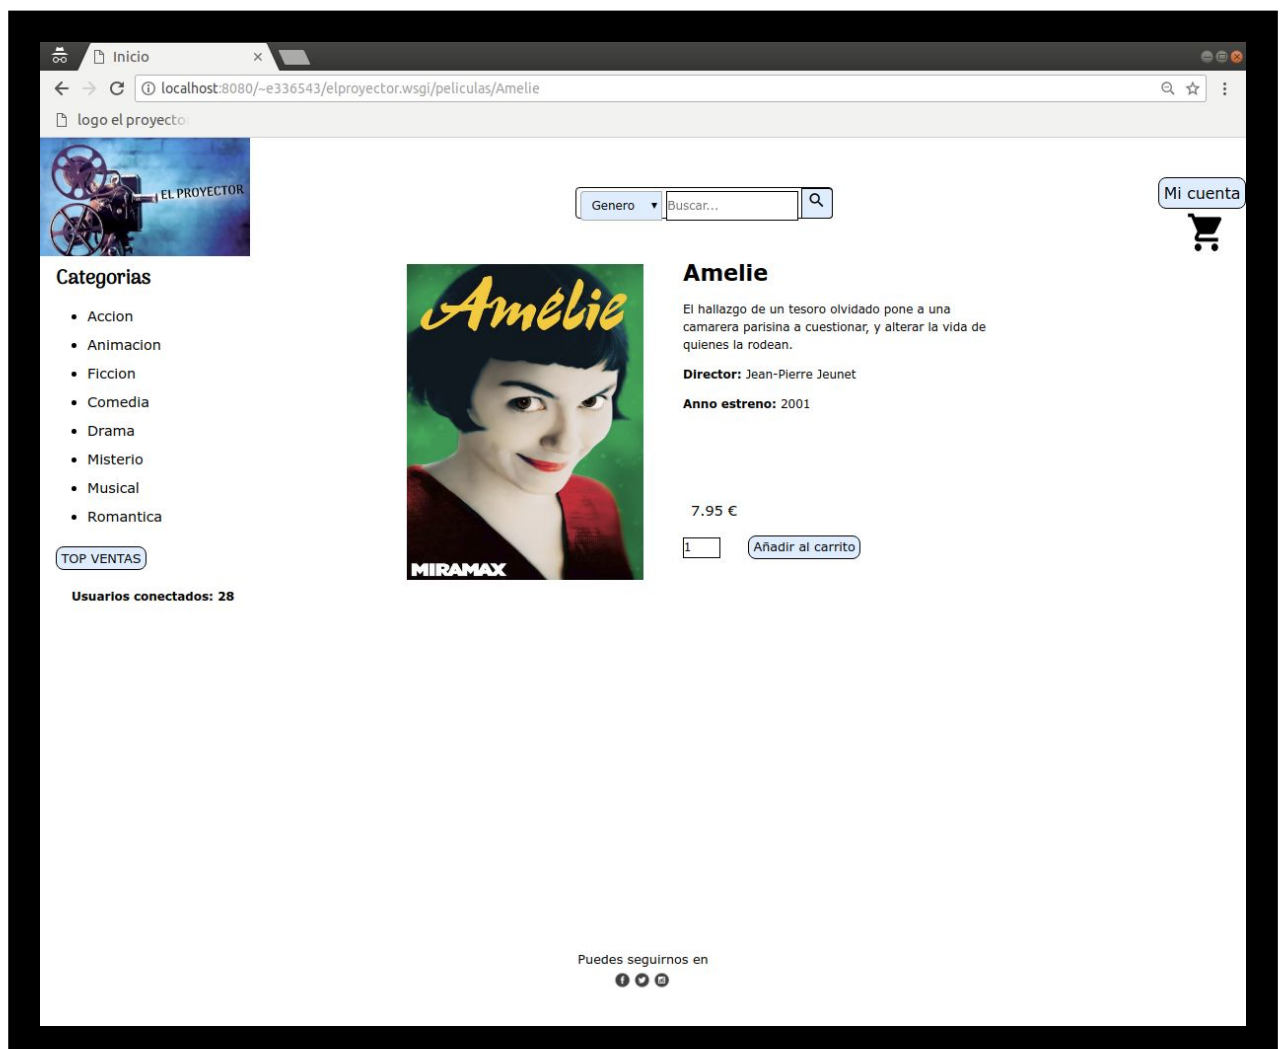 Inicio
localhost:8080/~e336543/elproyector.wsgi/peliculas/Amelie
logo el proyecto
EL PROYECTOR
Genero
Buscar...
Mi cuenta
Categorias
Accion
Animacion
Ficcion
Comedia
Drama
Misterio
Musical
Romantica
TOP VENTAS
Usuarios conectados: 28
Amélie
MIRAMAX
Amelie
El hallazgo de un tesoro olvidado pone a una
camarera parisina a cuestionar, y alterar la vida de
quienes la rodean.
Director: Jean-Pierre Jeunet
Anno estreno: 2001
7.95 €
1
Añadir al carrito
Puedes seguirnos en